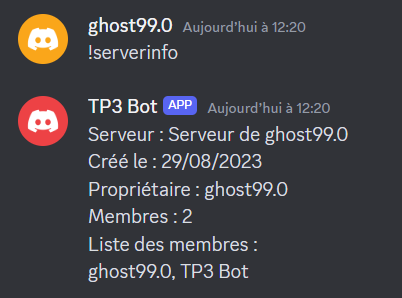 ghost99.0 Aujourd'hui à 12:20
!serverinfo
TP3 Bot APP Aujourd'hui à 12:20
Serveur : Serveur de ghost99.0
Créé le : 29/08/2023
Propriétaire : ghost99.0
Membres : 2
Liste des membres :
ghost99.0, TP3 Bot